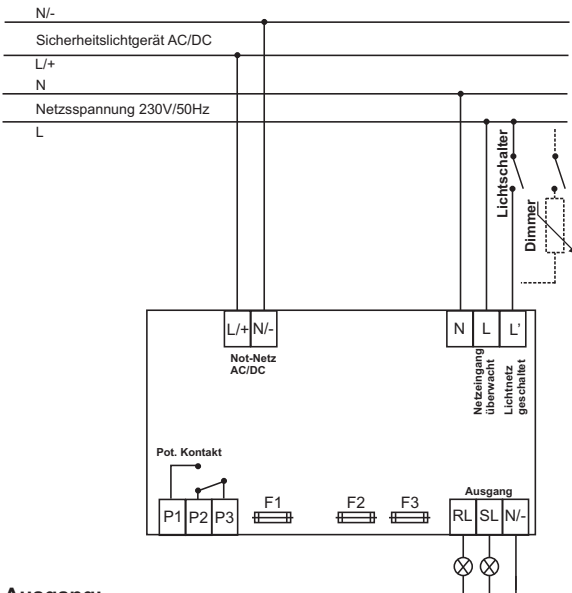 N/-
Sicherheitslichtgerät AC/DC
L/+
N
Netzsspannung 230V/50Hz
L
Lichtschalter
Dimmer
L/+ N/- N L L'
Not-Netz
AC/DC
Netzeingang
überwacht
Lichtnetz
geschaltet
Pot. Kontakt
Ausgang
P1 P2 P3 F1 F2 F3 RL SL N/-